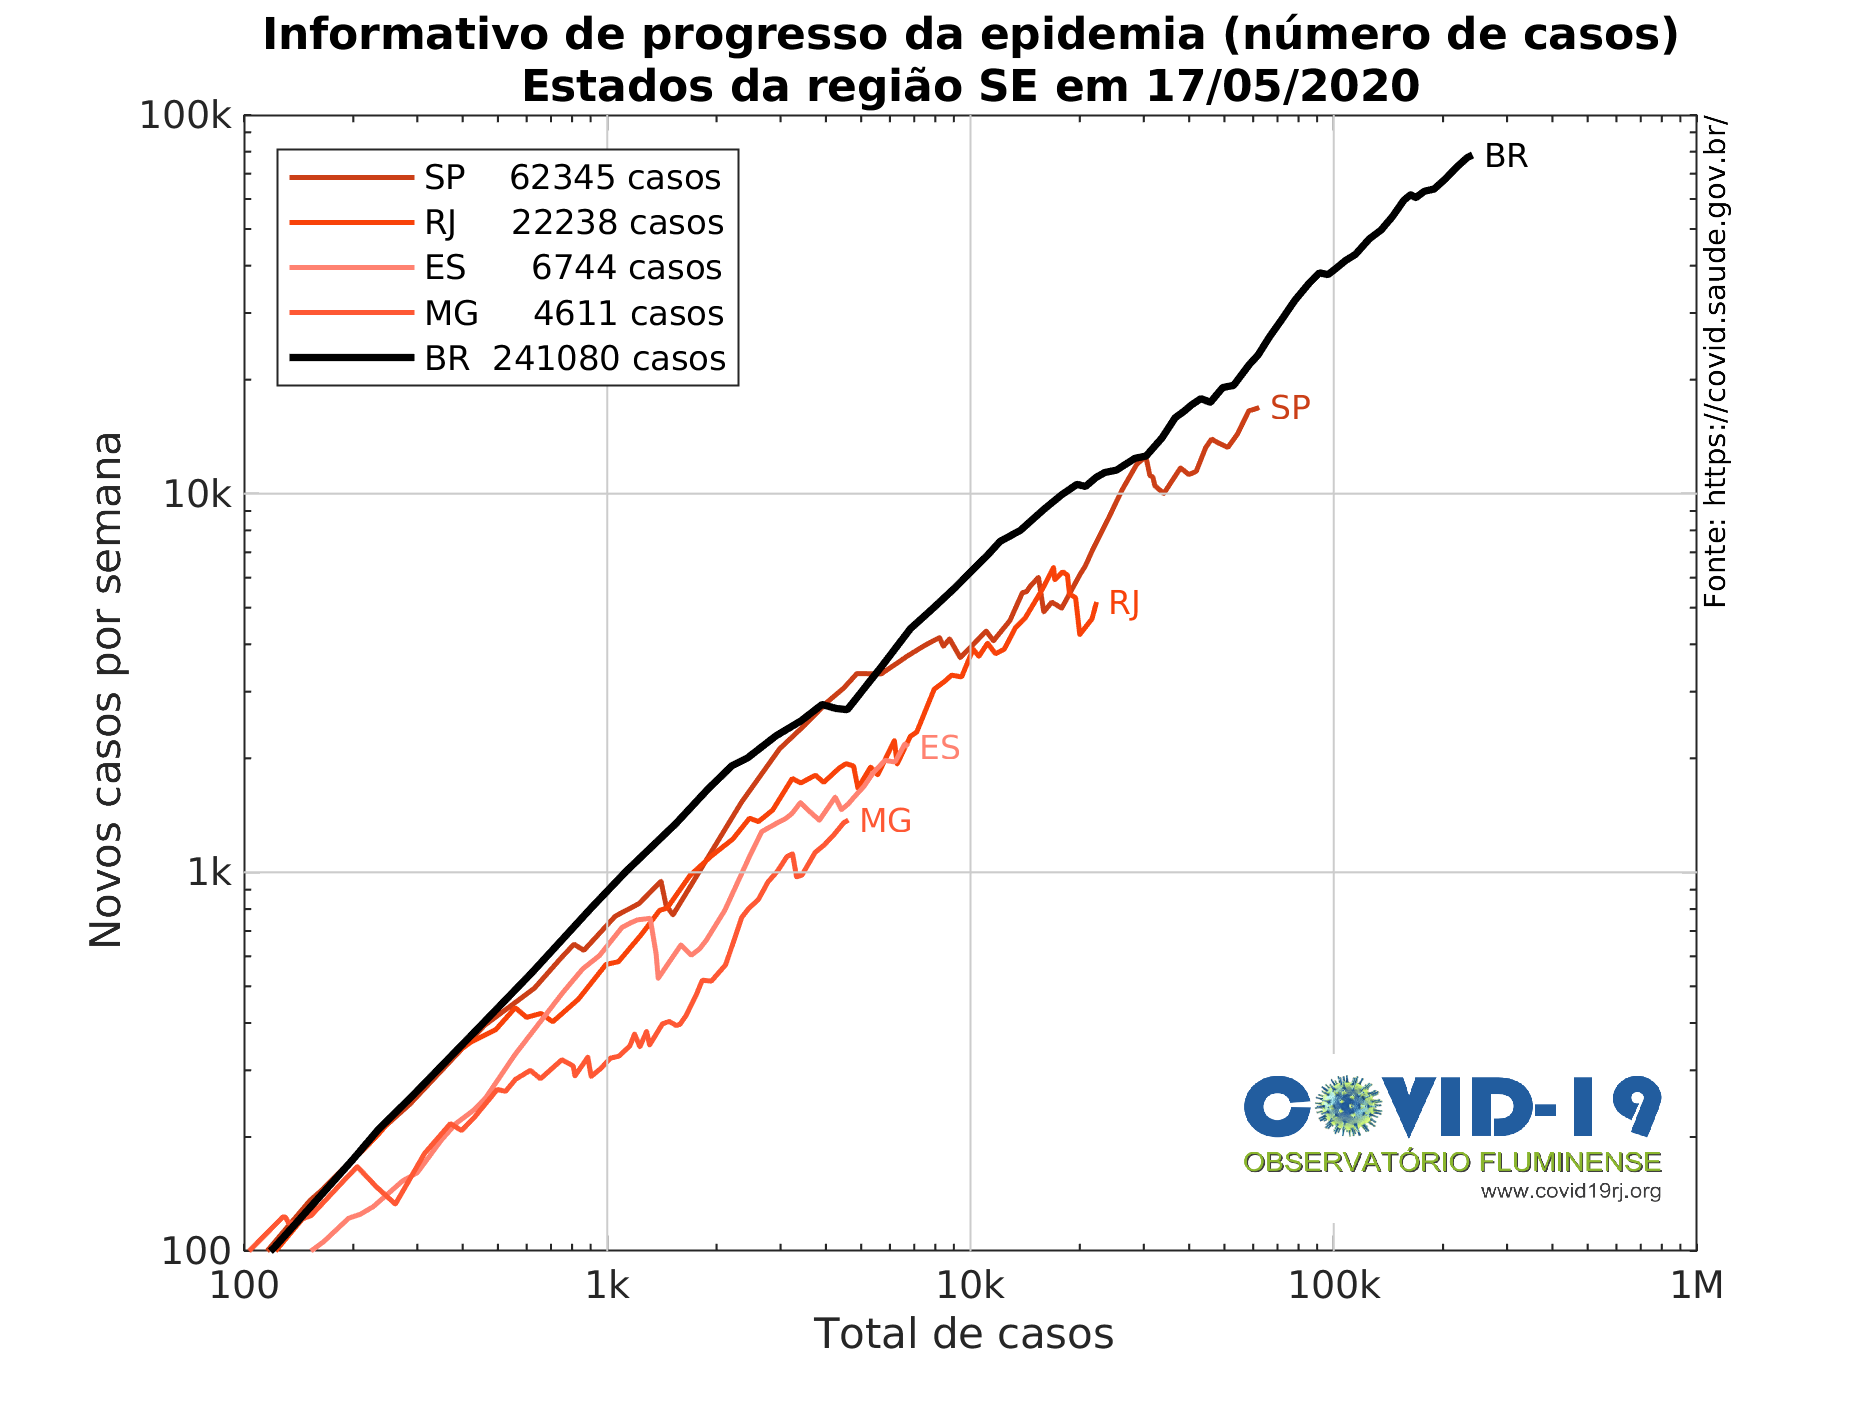 Informativo de progresso da epidemia (número de casos)
Estados da região SE em 17/05/2020
100k
10k
1k
100
Novos casos por semana
SP 62345 casos
RJ 22238 casos
ES 6744 casos
MG 4611 casos
BR 241080 casos
BR
SP
RJ
ES
MG
Fonte: https://covid.saude.gov.br/
COVID-19
OBSERVATÓRIO FLUMINENSE
www.covid19rj.org
100
1k
10k
100k
1M
Total de casos